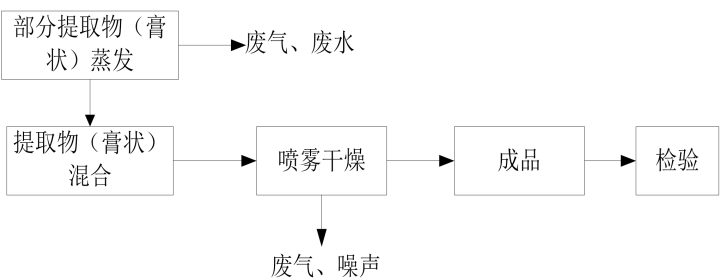 部分提取物（膏
状）蒸发
废气、废水
提取物（膏状）
混合
喷雾干燥
成品
检验
废气、噪声